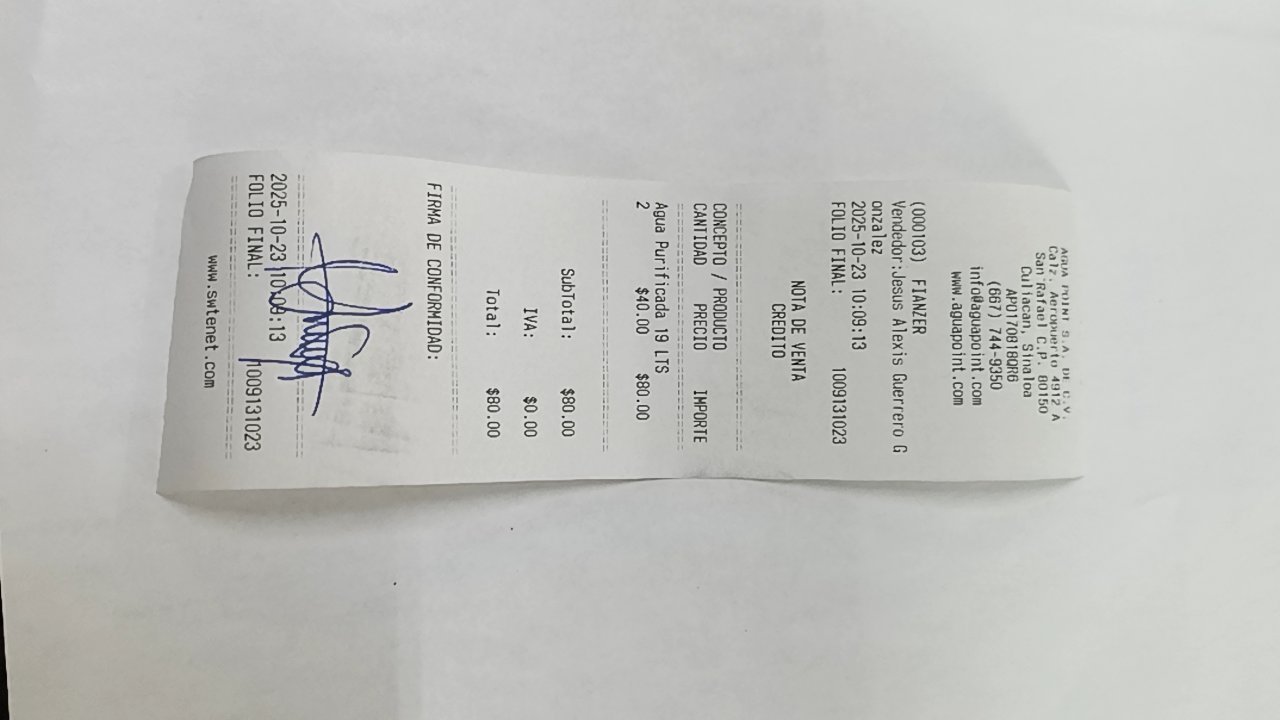 AGUA POINT S.A. DE C.V.
Calz. Aeropuerto 4912 A
San Rafael C.P. 80150
Culiacan, Sinaloa
APO170818QR6
(667) 744-9350
info@aguapoint.com
www.aguapoint.com
(000103) FIANZER
Vendedor:Jesus Alexis Guerrero G
onzalez
2025-10-23 10:09:13
FOLIO FINAL: 1009131023
NOTA DE VENTA
CREDITO
CONCEPTO / PRODUCTO
CANTIDAD PRECIO IMPORTE
Agua Purificada 19 LTS
2 $40.00 $80.00
SubTotal: $80.00
IVA: $0.00
Total: $80.00
FIRMA DE CONFORMIDAD:
2025-10-23 10:09:13
FOLIO FINAL: 1009131023
www.swtenet.com